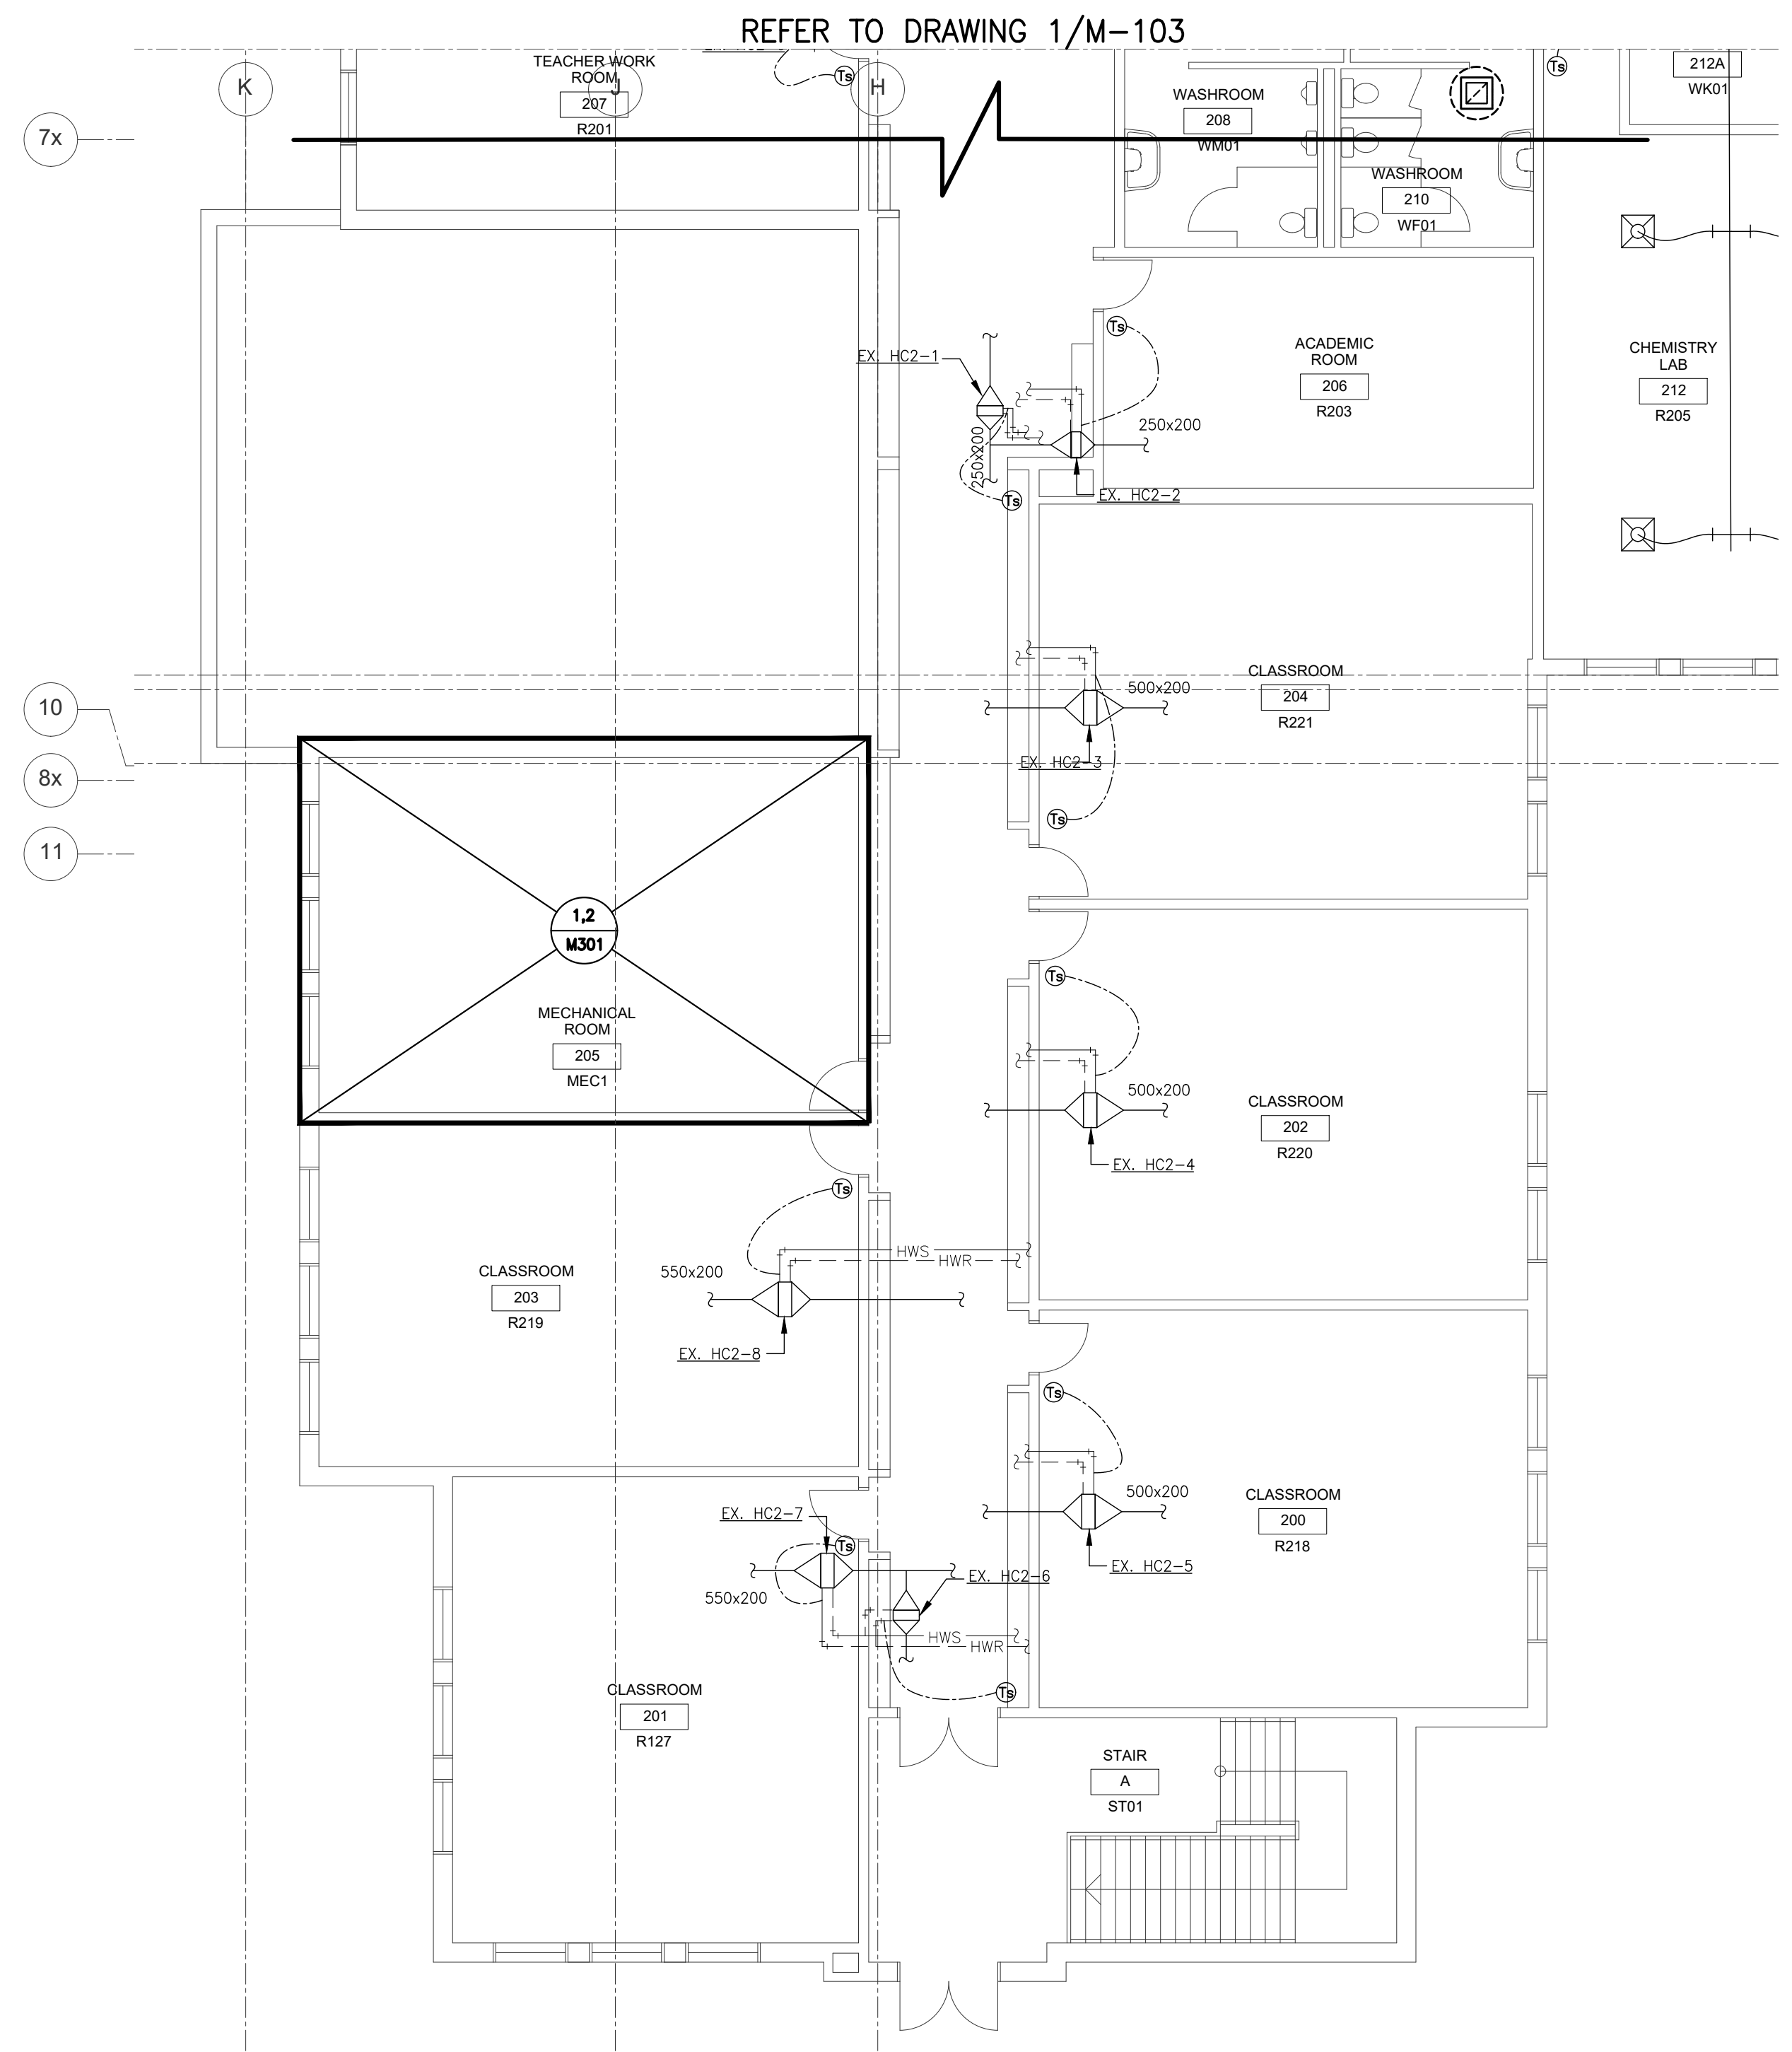 REFER TO DRAWING 1/M-103
K
J
H
7x
10
8x
11
TEACHER WORK
ROOM
207
R201
Ts
WASHROOM
208
WM01
WASHROOM
210
WF01
Ts
212A
WK01
EX. HC2-1
250x200
Ts
Ts
250x200
EX. HC2-2
ACADEMIC
ROOM
206
R203
CHEMISTRY
LAB
212
R205
CLASSROOM
204
R221
500x200
EX. HC2-3
Ts
1,2
M301
MECHANICAL
ROOM
205
MEC1
Ts
500x200
EX. HC2-4
CLASSROOM
202
R220
Ts
HWS
HWR
550x200
EX. HC2-8
CLASSROOM
203
R219
Ts
500x200
EX. HC2-5
CLASSROOM
200
R218
EX. HC2-7
Ts
550x200
EX. HC2-6
HWS
HWR
Ts
CLASSROOM
201
R127
STAIR
A
ST01